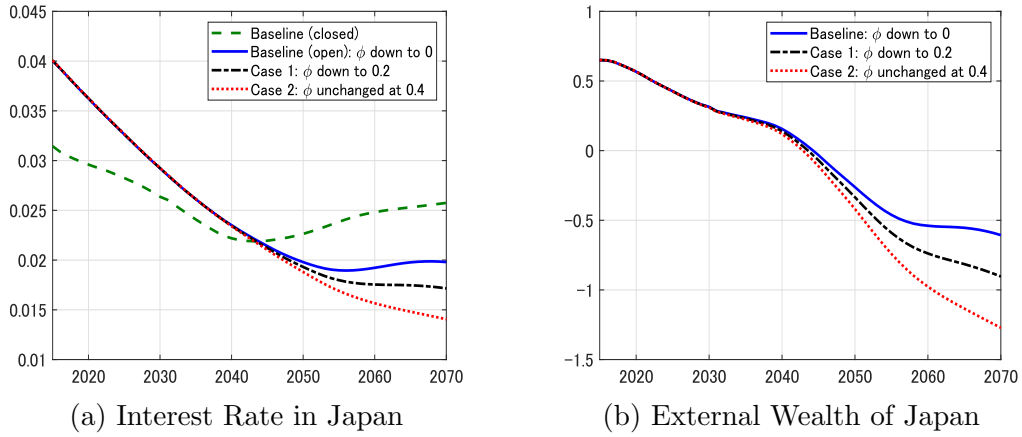 0.045
0.04
0.035
0.03
0.025
0.02
0.015
0.01
2020 2030 2040 2050 2060 2070
Baseline (closed)
Baseline (open): ϕ down to 0
Case 1: ϕ down to 0.2
Case 2: ϕ unchanged at 0.4
(a) Interest Rate in Japan
1
0.5
0
-0.5
-1
-1.5
2020 2030 2040 2050 2060 2070
Baseline: ϕ down to 0
Case 1: ϕ down to 0.2
Case 2: ϕ unchanged at 0.4
(b) External Wealth of Japan